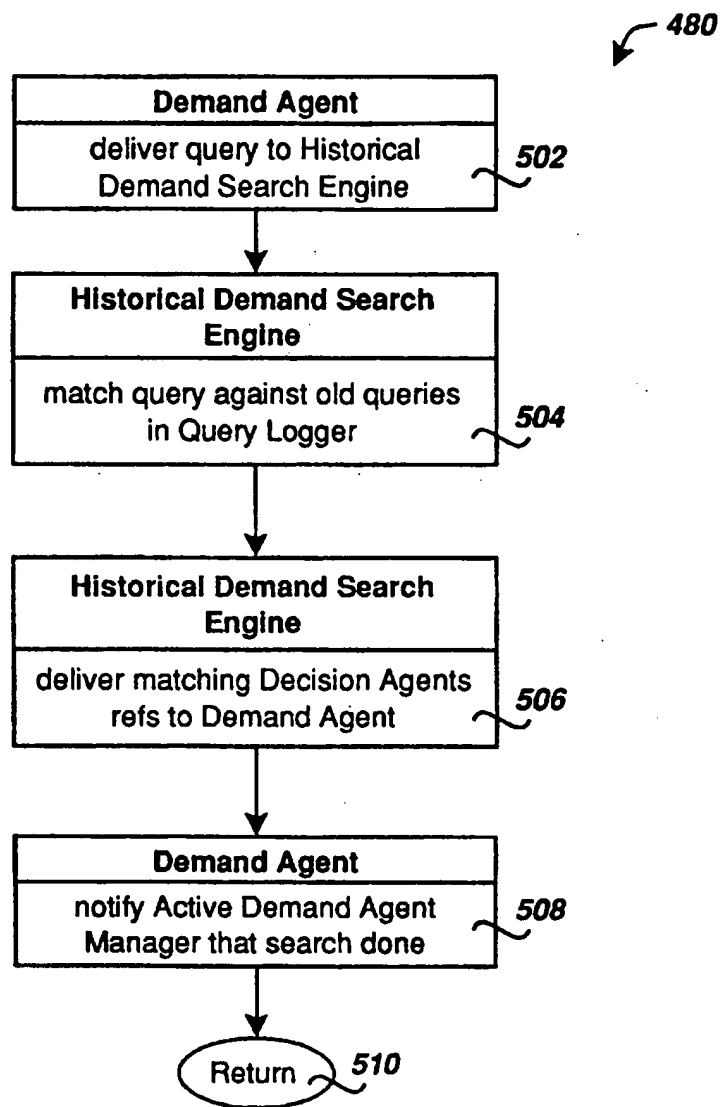 480
Demand Agent
deliver query to Historical
Demand Search Engine
502
Historical Demand Search
Engine
match query against old queries
in Query Logger
504
Historical Demand Search
Engine
deliver matching Decision Agents
refs to Demand Agent
506
Demand Agent
notify Active Demand Agent
Manager that search done
508
Return
510